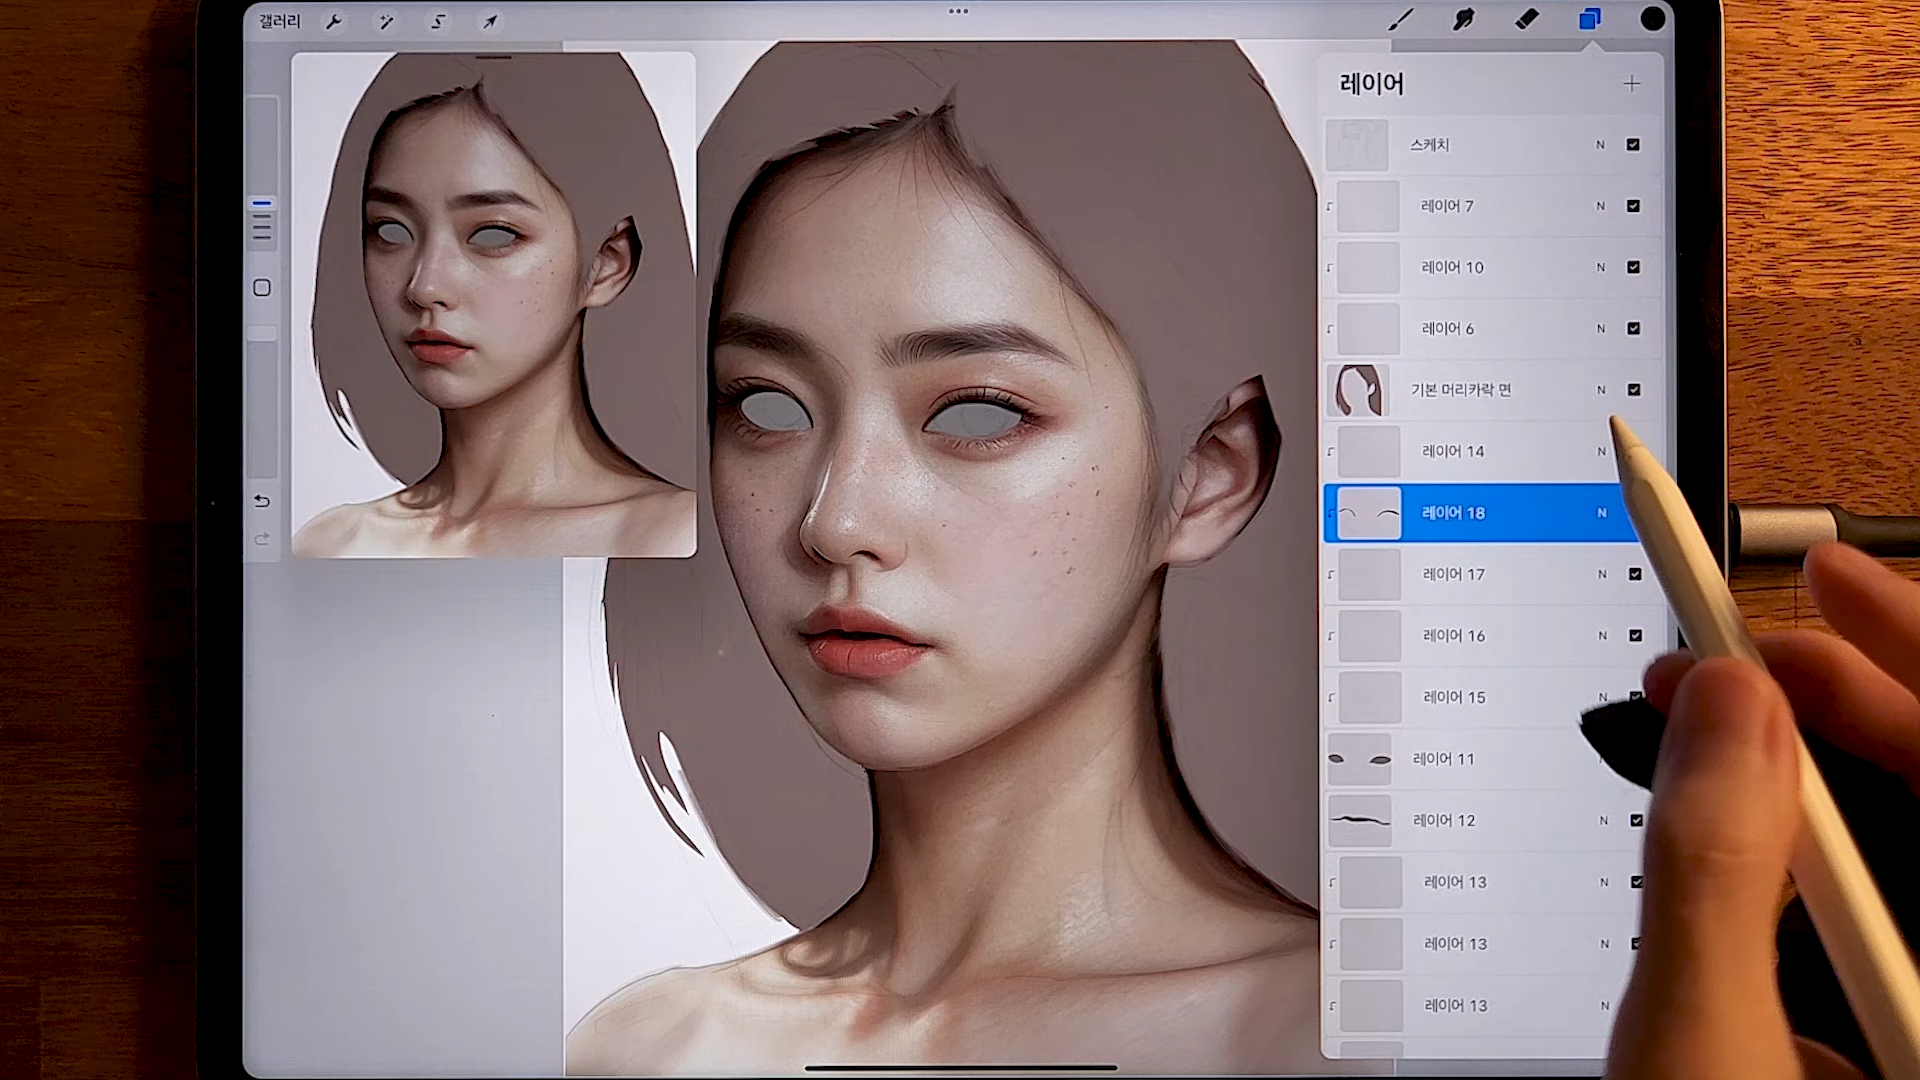 갤러리
레이어
스케치 N
레이어 7 N
레이어 10 N
레이어 6 N
기본 머리카락 면 N
레이어 14 N
레이어 18 N
레이어 17 N
레이어 16 N
레이어 15 N
레이어 11
레이어 12 N
레이어 13 N
레이어 13 N
레이어 13 N